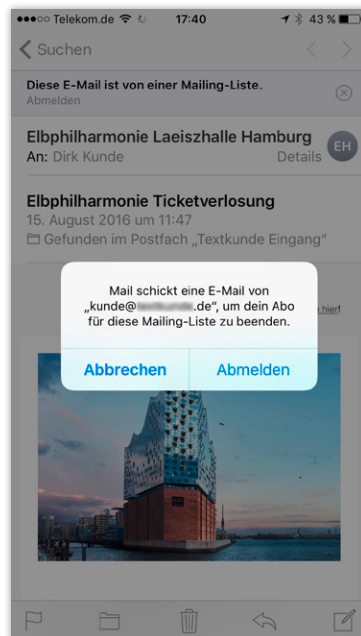 Telekom.de 17:40 43 %
Suchen
Diese E-Mail ist von einer Mailing-Liste.
Abmelden
Elbphilharmonie Laeiszhalle Hamburg
EH
An: Dirk Kunde Details
Elbphilharmonie Ticketverlosung
15. August 2016 um 11:47
Gefunden im Postfach „Textkunde Eingang"
Mail schickt eine E-Mail von
„kunde@ .de", um dein Abo
für diese Mailing-Liste zu beenden.
hier!
Abbrechen Abmelden